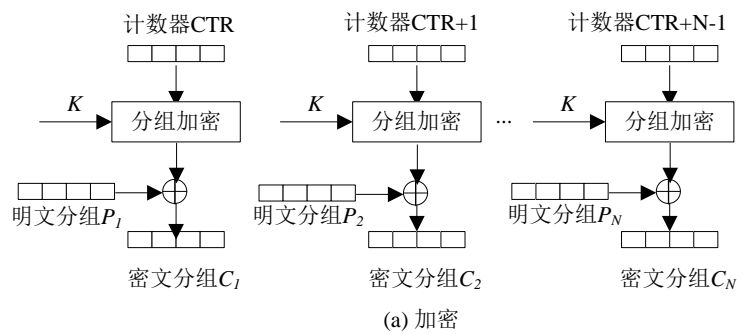 计数器CTR 计数器CTR+1 计数器CTR+N-1
K 分组加密 K 分组加密 ... K 分组加密
明文分组P1 明文分组P2 明文分组PN
密文分组C1 密文分组C2 密文分组CN
(a) 加密